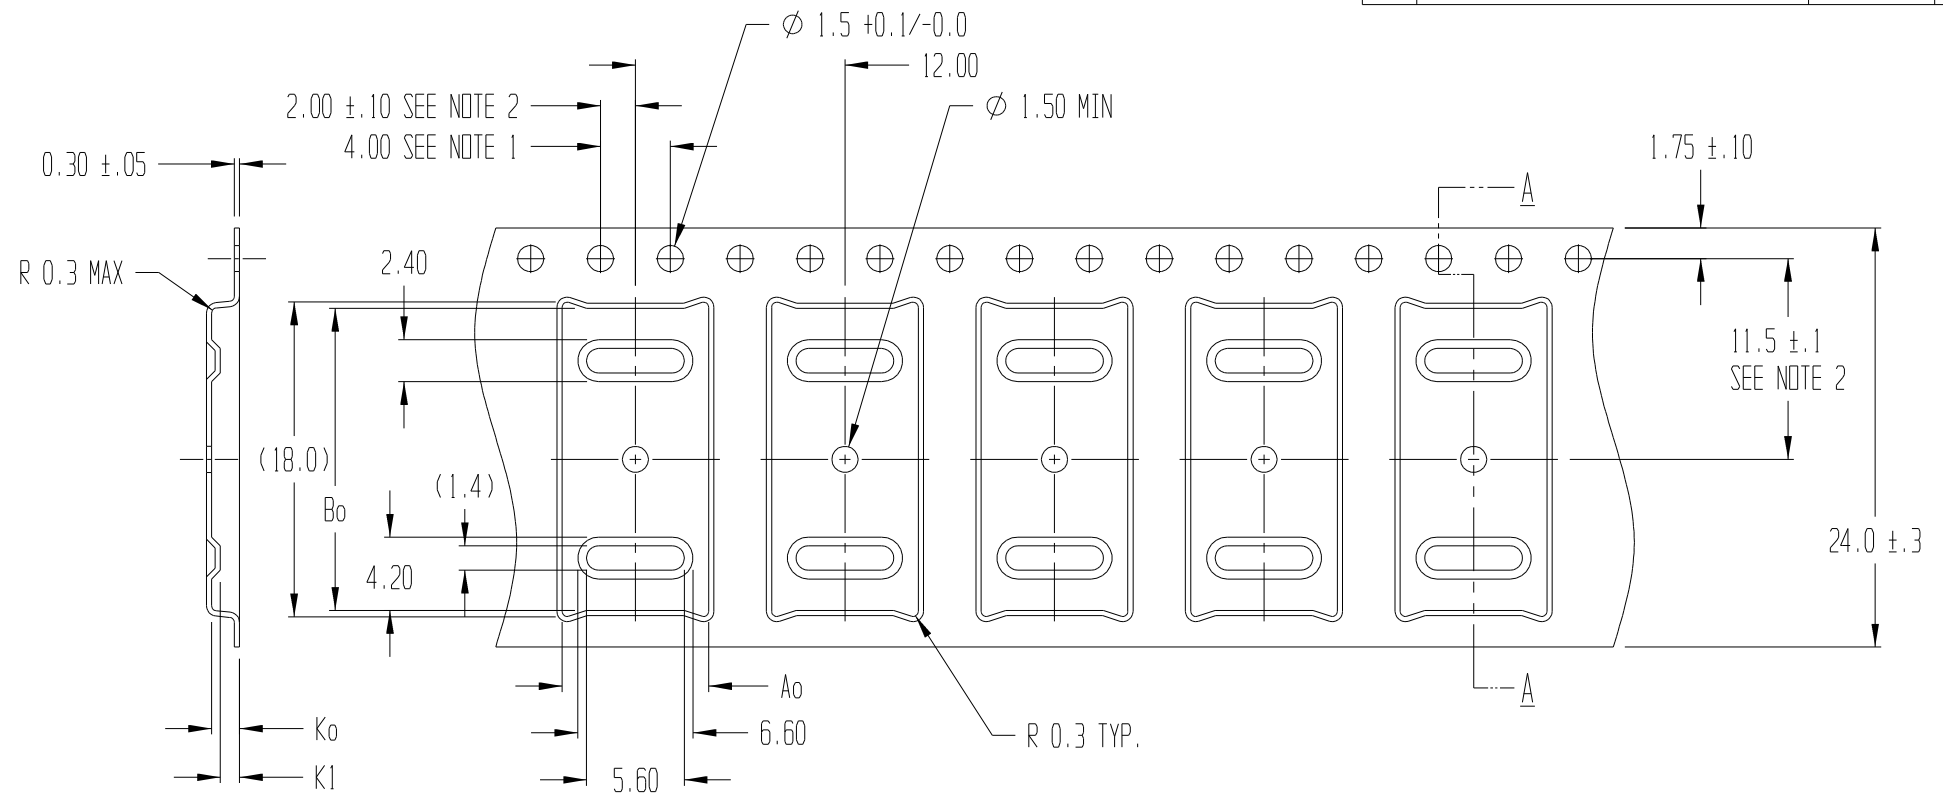 Ø 1.5 +0.1/-0.0
12.00
2.00 ±.10 SEE NOTE 2
Ø 1.50 MIN
4.00 SEE NOTE 1
1.75 ±.10
0.30 ±.05
A
R 0.3 MAX
2.40
11.5 ±.1
SEE NOTE 2
(18.0)
(1.4)
Bo
24.0 ±.3
4.20
Ao
A
Ko
6.60
R 0.3 TYP.
K1
5.60